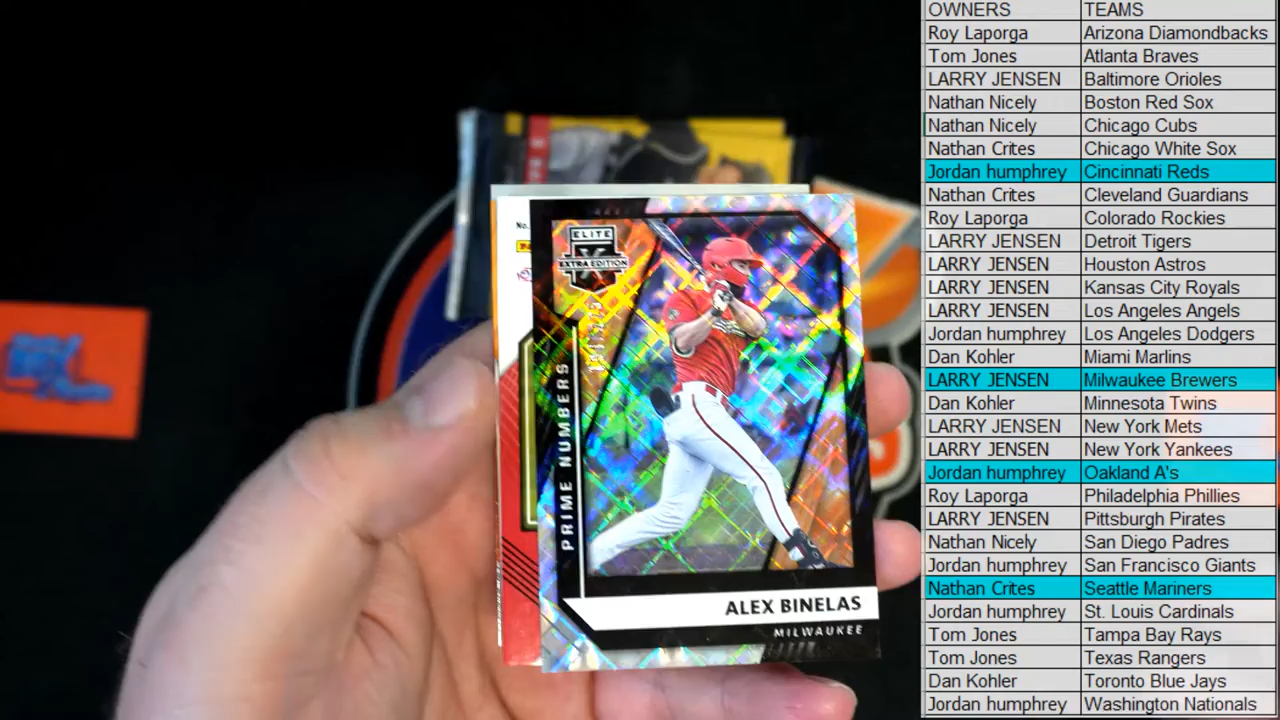 ELITE
EXTRA EDITION
PRIME NUMBERS
ALEX BINELAS
MILWAUKEE
No.
OWNERS TEAMS
Roy Laporga Arizona Diamondbacks
Tom Jones Atlanta Braves
LARRY JENSEN Baltimore Orioles
Nathan Nicely Boston Red Sox
Nathan Nicely Chicago Cubs
Nathan Crites Chicago White Sox
Jordan humphrey Cincinnati Reds
Nathan Crites Cleveland Guardians
Roy Laporga Colorado Rockies
LARRY JENSEN Detroit Tigers
LARRY JENSEN Houston Astros
LARRY JENSEN Kansas City Royals
LARRY JENSEN Los Angeles Angels
Jordan humphrey Los Angeles Dodgers
Dan Kohler Miami Marlins
LARRY JENSEN Milwaukee Brewers
Dan Kohler Minnesota Twins
LARRY JENSEN New York Mets
LARRY JENSEN New York Yankees
Jordan humphrey Oakland A's
Roy Laporga Philadelphia Phillies
LARRY JENSEN Pittsburgh Pirates
Nathan Nicely San Diego Padres
Jordan humphrey San Francisco Giants
Nathan Crites Seattle Mariners
Jordan humphrey St. Louis Cardinals
Tom Jones Tampa Bay Rays
Tom Jones Texas Rangers
Dan Kohler Toronto Blue Jays
Jordan humphrey Washington Nationals